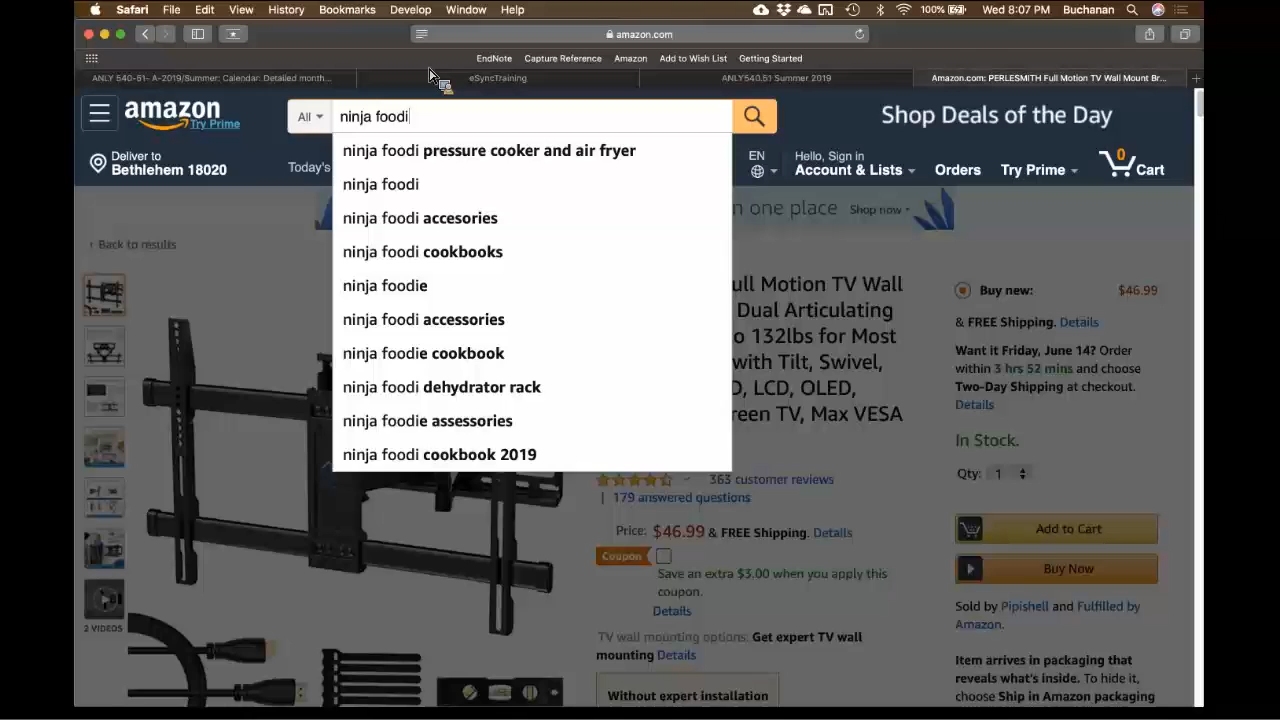 Safari File Edit View History Bookmarks Develop Window Help 100% Wed 8:07 PM Buchanan
amazon.com
EndNote Capture Reference Amazon Add to Wish List Getting Started
ANLY 540-51- A-2019/Summer: Calendar: Detailed month... eSyncTraining ANLY540.51 Summer 2019 Amazon.com: PERLESMITH Full Motion TV Wall Mount Br...
amazon Try Prime All ninja foodi Shop Deals of the Day
Deliver to
Bethlehem 18020
Today's
EN
Hello, Sign in
Account & Lists
Orders
Try Prime
0
Cart
ninja foodi pressure cooker and air fryer
ninja foodi
ninja foodi accesories
ninja foodi cookbooks
ninja foodie
ninja foodi accessories
ninja foodie cookbook
ninja foodi dehydrator rack
ninja foodie assessories
ninja foodi cookbook 2019
n one place Shop now
‹ Back to results
2 VIDEOS
ull Motion TV Wall
Dual Articulating
o 132lbs for Most
with Tilt, Swivel,
D, LCD, OLED,
reen TV, Max VESA
363 customer reviews
| 179 answered questions
Price: $46.99 & FREE Shipping. Details
Coupon
Save an extra $3.00 when you apply this
coupon.
Details
TV wall mounting options: Get expert TV wall
mounting Details
Without expert installation
Buy new: $46.99
& FREE Shipping. Details
Want it Friday, June 14? Order
within 3 hrs 52 mins and choose
Two-Day Shipping at checkout.
Details
In Stock.
Qty: 1
Add to Cart
Buy Now
Sold by Pipishell and Fulfilled by
Amazon.
Item arrives in packaging that
reveals what's inside. To hide it,
choose Ship in Amazon packaging